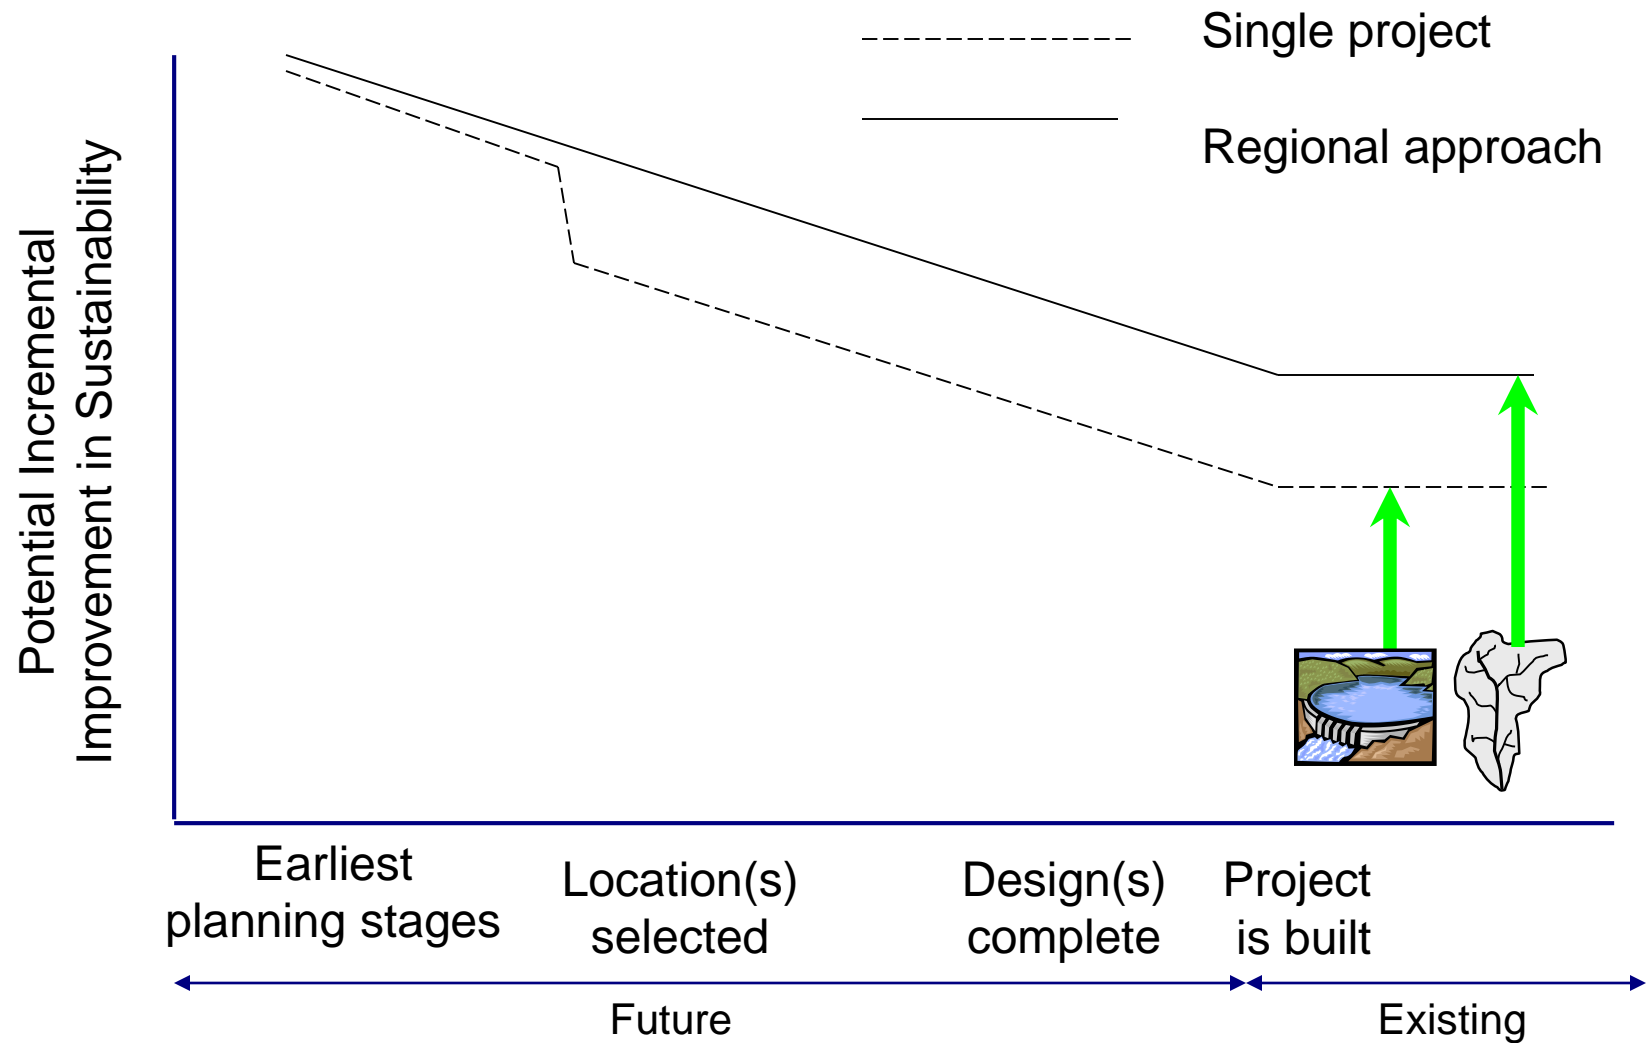 Single project
Regional approach
Potential Incremental
Improvement in Sustainability
Earliest
planning stages
Location(s)
selected
Design(s)
complete
Project
is built
Future
Existing